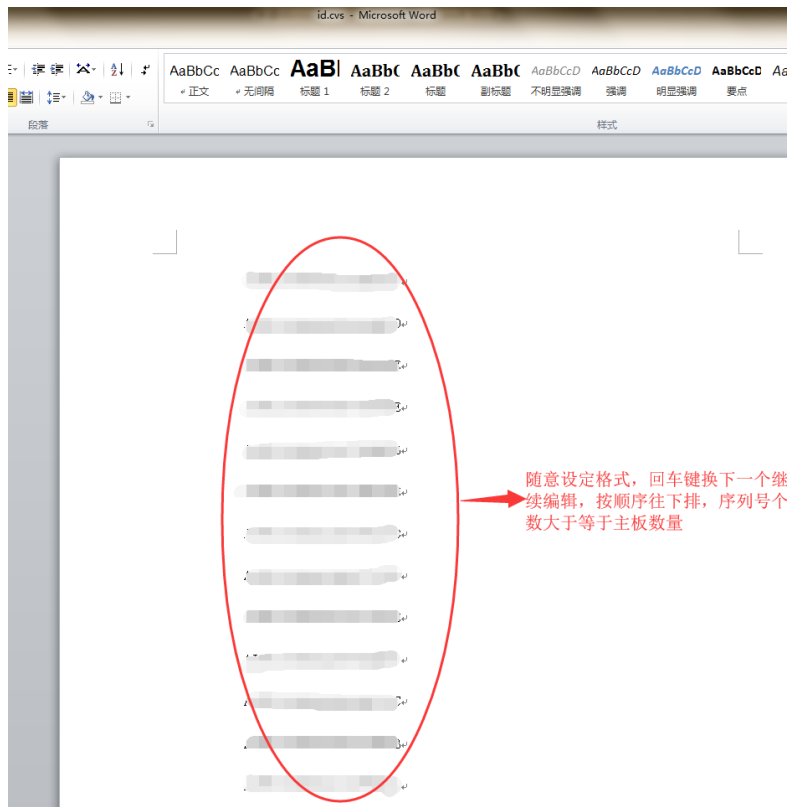 id.cvs - Microsoft Word
AaBbCc AaBbCc AaBl AaBb( AaBb( AaBb( AaBbCcD AaBbCcD AaBbCcD AaBbCcD
正文 无间隔 标题 1 标题 2 标题 副标题 不明显强调 强调 明显强调 要点
段落 样式
随意设定格式，回车键换下一个继
续编辑，按顺序往下排，序列号个
数大于等于主板数量